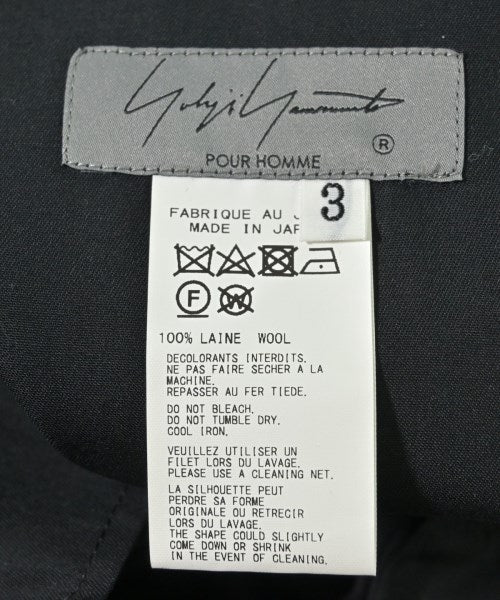 Yohji Yamamoto
®
POUR HOMME
3
FABRIQUE AU
MADE IN JAP
F W
100% LAINE WOOL
DECOLORANTS INTERDITS.
NE PAS FAIRE SECHER A LA
MACHINE.
REPASSER AU FER TIEDE.
DO NOT BLEACH.
DO NOT TUMBLE DRY.
COOL IRON.
VEUILLEZ UTILISER UN
FILET LORS DU LAVAGE.
PLEASE USE A CLEANING NET.
LA SILHOUETTE PEUT
PERDRE SA FORME
ORIGINALE OU RETRECIR
LORS DU LAVAGE.
THE SHAPE COULD SLIGHTLY
COME DOWN OR SHRINK
IN THE EVENT OF CLEANING.